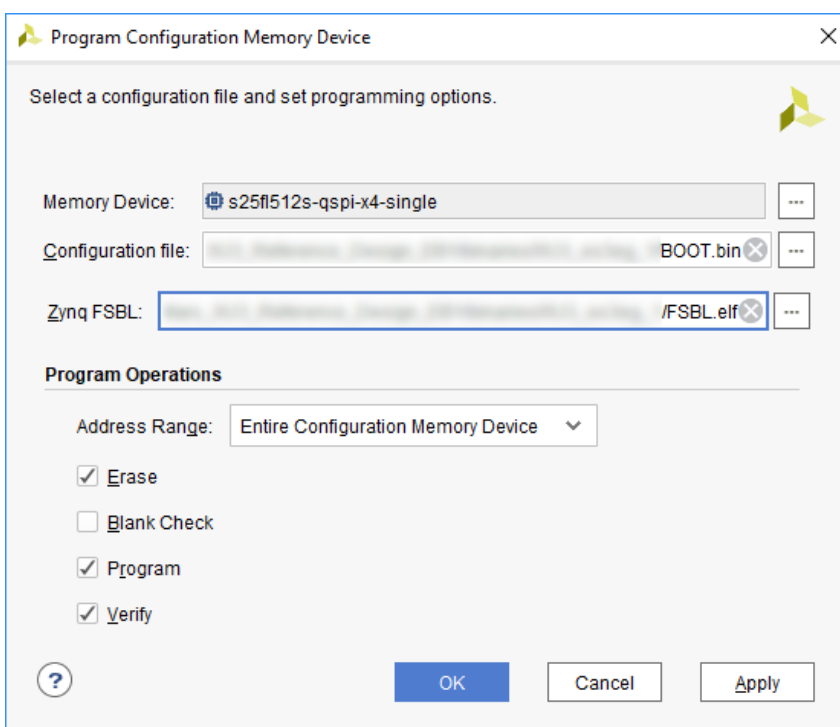 Program Configuration Memory Device
Select a configuration file and set programming options.
Memory Device: s25fl512s-qspi-x4-single ...
Configuration file: BOOT.bin ...
Zynq FSBL: /FSBL.elf ...
Program Operations
Address Range: Entire Configuration Memory Device
Erase
Blank Check
Program
Verify
? OK Cancel Apply